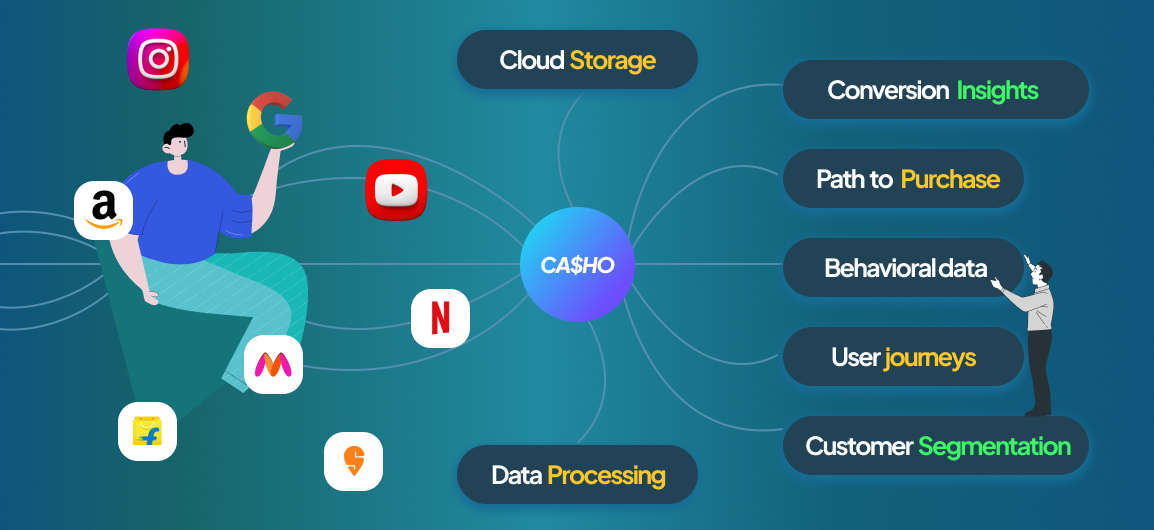 Cloud Storage
Conversion Insights
Path to Purchase
a
CA$HO
Behavioral data
N
User journeys
Customer Segmentation
Data Processing